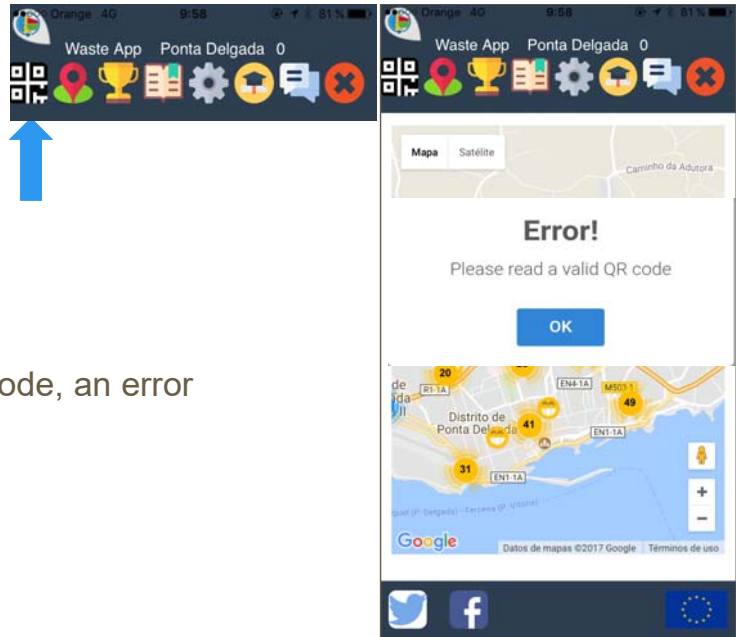 Orange 4G 9:58 81 %
Waste App Ponta Delgada 0
ode, an error
Orange 4G 9:58 81 %
Waste App Ponta Delgada 0
Mapa Satélite
Caminho da Adutora
Error!
Please read a valid QR code
OK
20
R1-1A
EN4-1A
49
Distrito de
Ponta Delgada
41
EN1-1A
31
EN1-1A
+
−
Google
Datos de mapas ©2017 Google Términos de uso